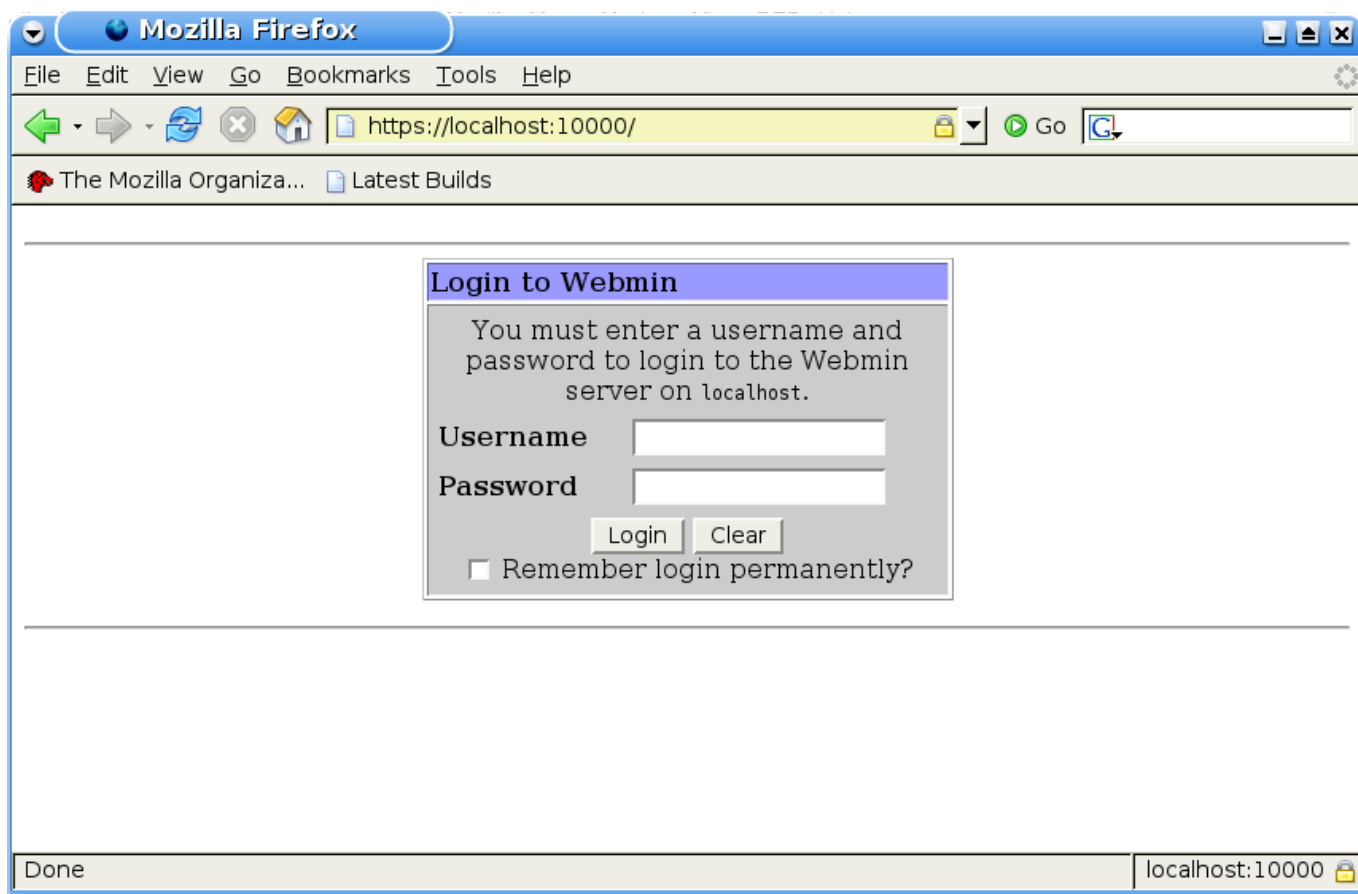 Mozilla Firefox
File Edit View Go Bookmarks Tools Help
https://localhost:10000/ Go G
The Mozilla Organiza... Latest Builds
Login to Webmin
You must enter a username and
password to login to the Webmin
server on localhost.
Username
Password
Login Clear
Remember login permanently?
Done localhost:10000